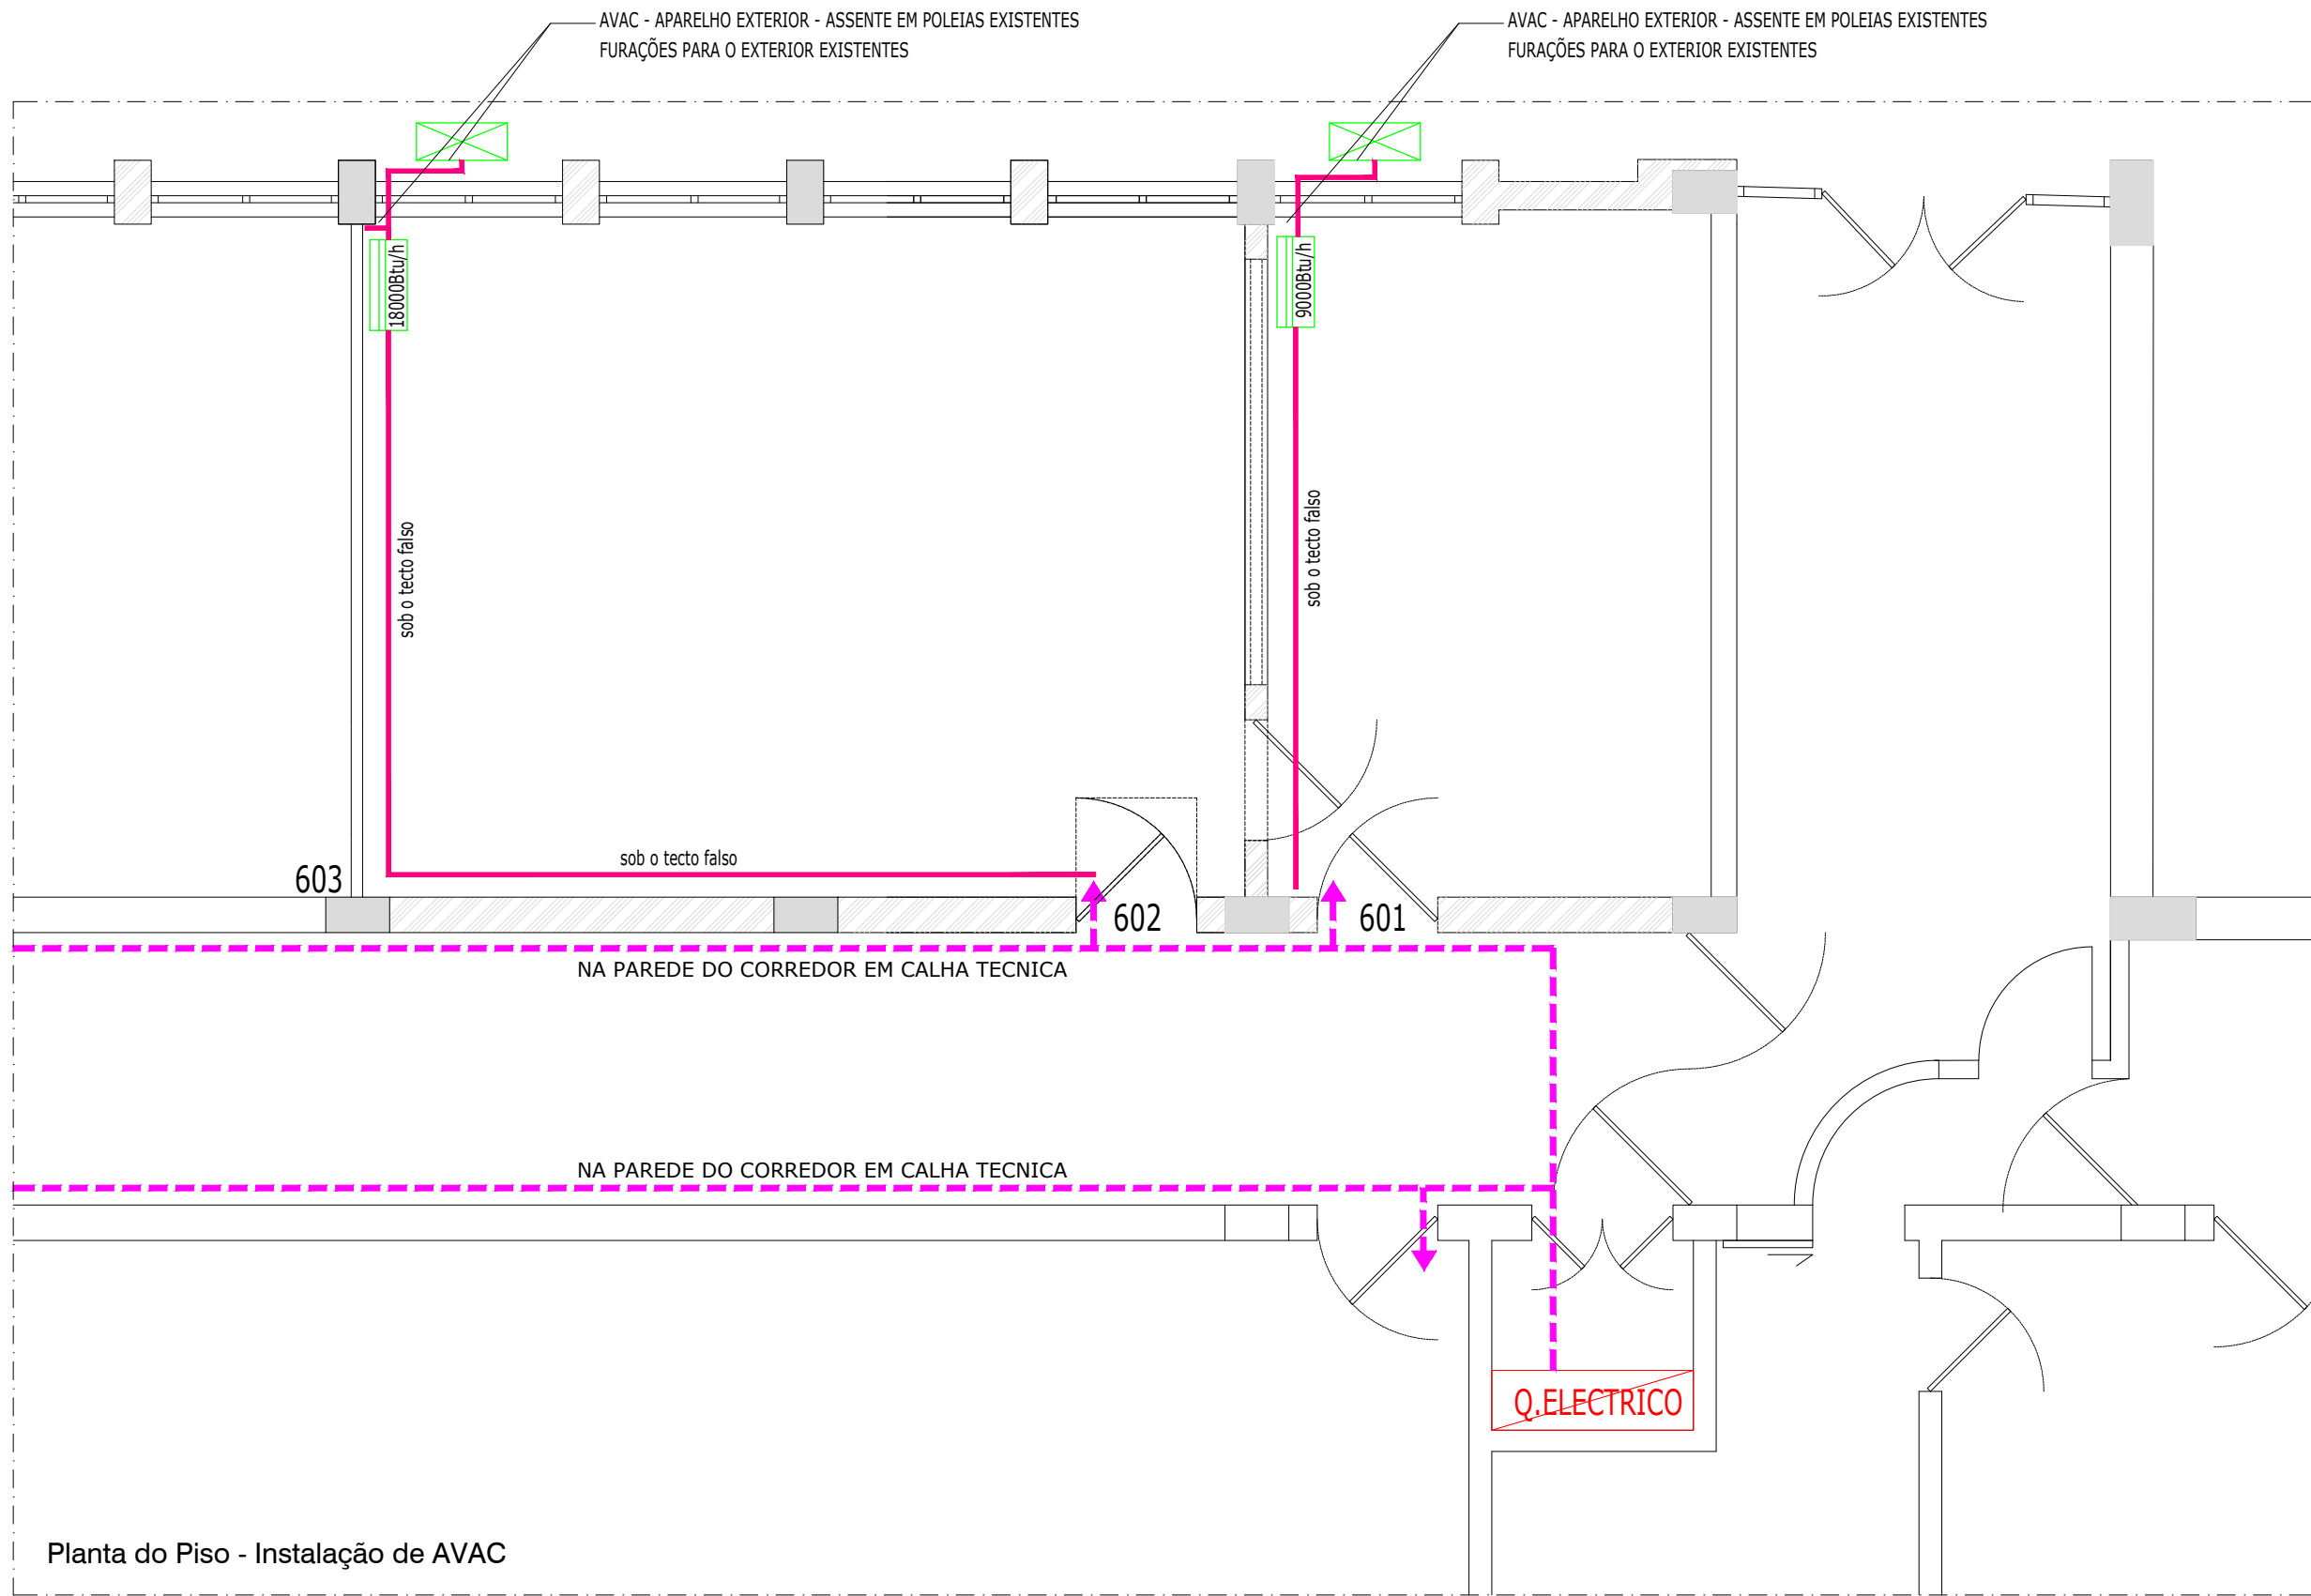 AVAC - APARELHO EXTERIOR - ASSENTE EM POLEIAS EXISTENTES
FURAÇÕES PARA O EXTERIOR EXISTENTES
AVAC - APARELHO EXTERIOR - ASSENTE EM POLEIAS EXISTENTES
FURAÇÕES PARA O EXTERIOR EXISTENTES
18000Btu/h
9000Btu/h
sob o tecto falso
sob o tecto falso
sob o tecto falso
603
602
601
NA PAREDE DO CORREDOR EM CALHA TECNICA
NA PAREDE DO CORREDOR EM CALHA TECNICA
Q.ELECTRICO
Planta do Piso - Instalação de AVAC